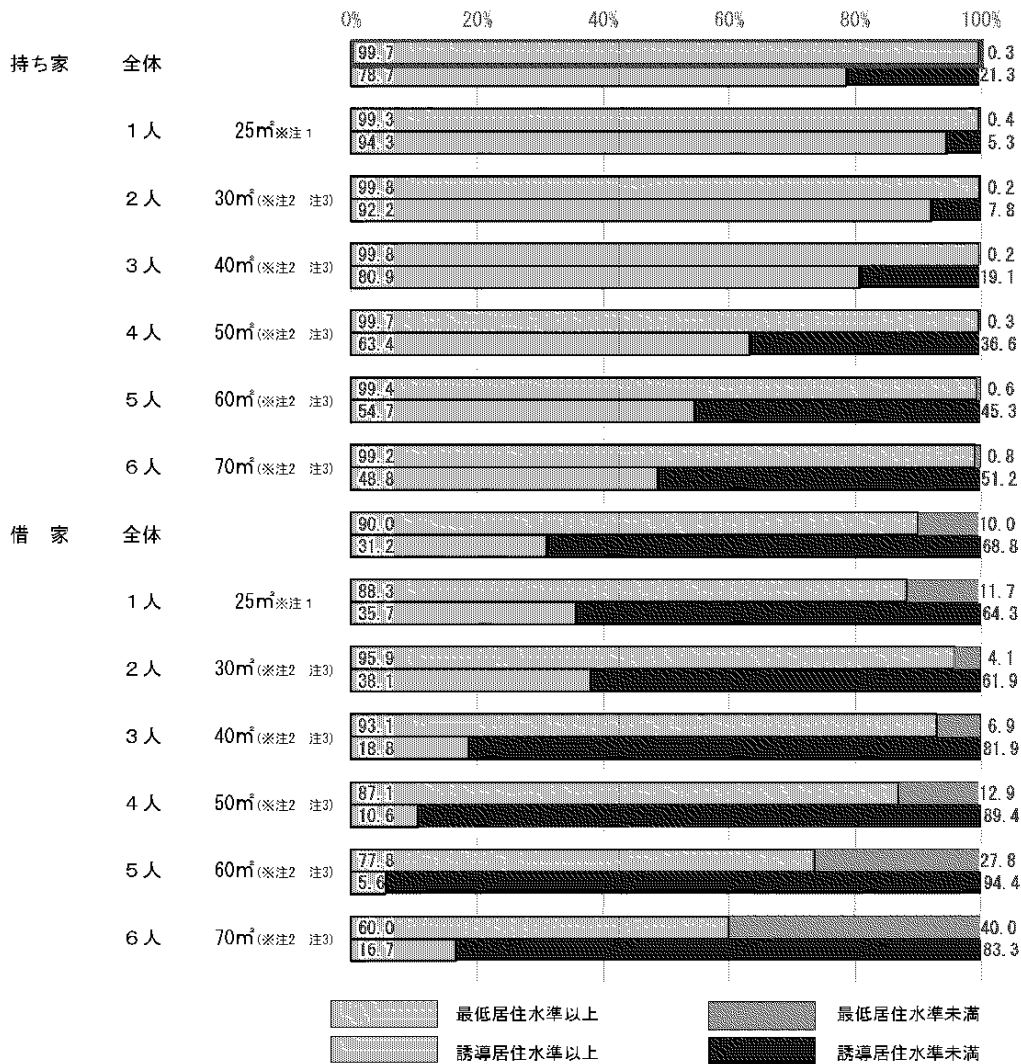 0% 20% 40% 60% 80% 100%
持ち家 全体 99.7 0.3
78.7 21.3
1人 25㎡※注1 99.3 0.4
94.3 5.3
2人 30㎡(※注2 注3) 99.8 0.2
92.2 7.8
3人 40㎡(※注2 注3) 99.8 0.2
80.9 19.1
4人 50㎡(※注2 注3) 99.7 0.3
63.4 36.6
5人 60㎡(※注2 注3) 99.4 0.6
54.7 45.3
6人 70㎡(※注2 注3) 99.2 0.8
48.8 51.2
借 家 全体 90.0 10.0
31.2 68.8
1人 25㎡※注1 88.3 11.7
35.7 64.3
2人 30㎡(※注2 注3) 95.9 4.1
38.1 61.9
3人 40㎡(※注2 注3) 93.1 6.9
18.8 81.9
4人 50㎡(※注2 注3) 87.1 12.9
10.6 89.4
5人 60㎡(※注2 注3) 77.8 27.8
5.6 94.4
6人 70㎡(※注2 注3) 60.0 40.0
16.7 83.3
最低居住水準以上 最低居住水準未満
誘導居住水準以上 誘導居住水準未満